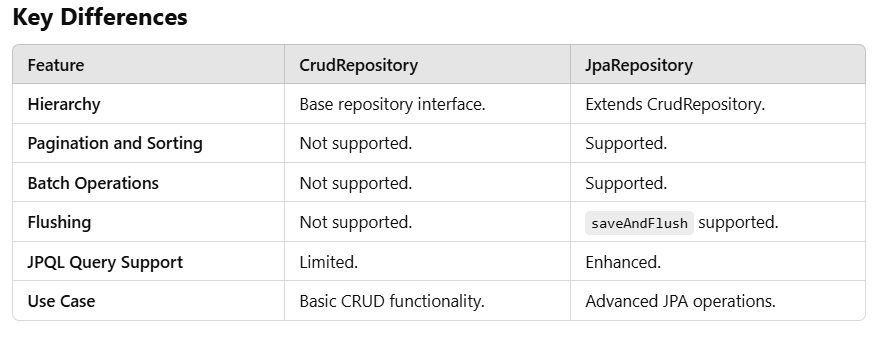 Key Differences
Feature CrudRepository JpaRepository
Hierarchy Base repository interface. Extends CrudRepository.
Pagination and Sorting Not supported. Supported.
Batch Operations Not supported. Supported.
Flushing Not supported. saveAndFlush supported.
JPQL Query Support Limited. Enhanced.
Use Case Basic CRUD functionality. Advanced JPA operations.